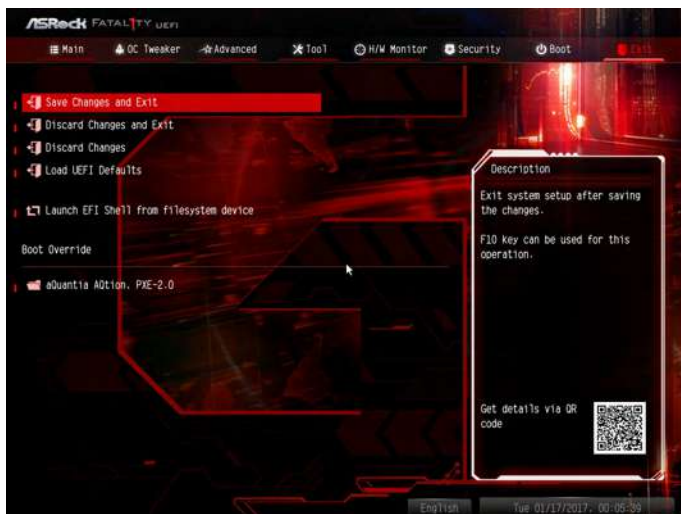 ASRock FATAL1TY UEFI
Main OC Tweaker Advanced Tool H/W Monitor Security Boot Exit
Save Changes and Exit
Discard Changes and Exit
Discard Changes
Load UEFI Defaults
Launch EFI Shell from filesystem device
Boot Override
aQuantia AQtion. PXE-2.0
Description
Exit system setup after saving
the changes.
F10 key can be used for this
operation.
Get details via QR
code
English
Tue 01/17/2017. 00:05:39